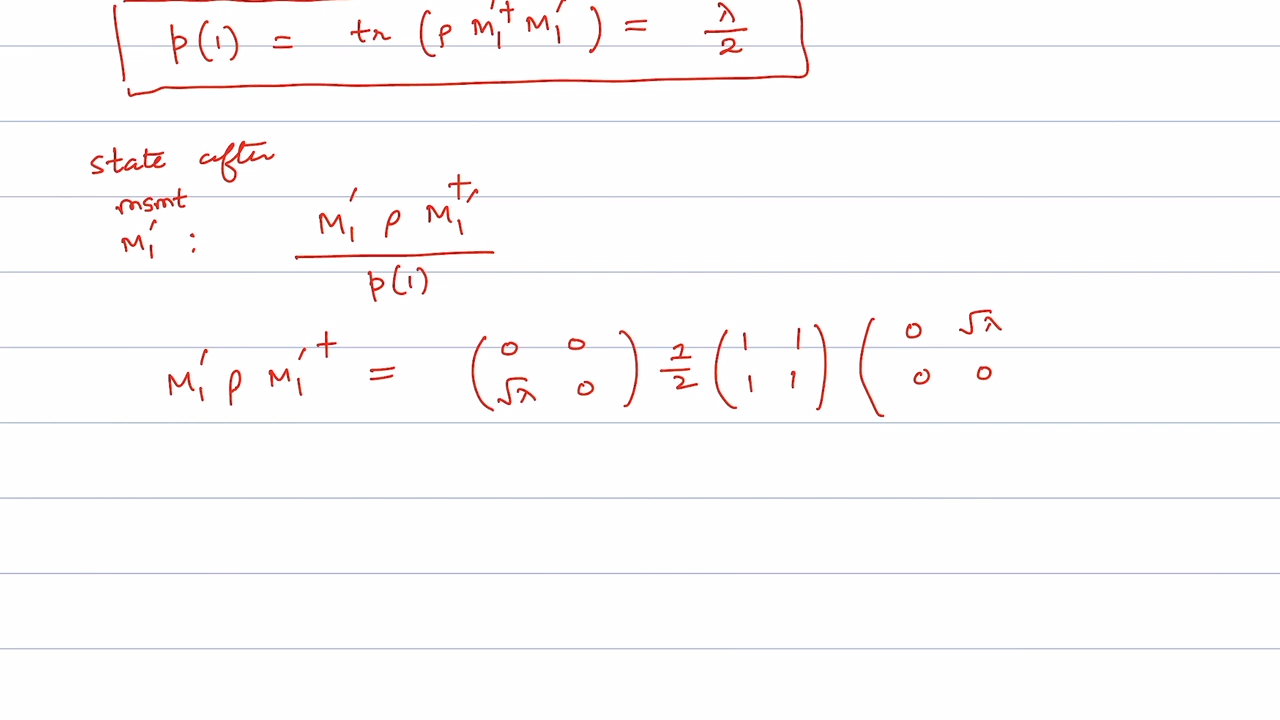 p(1) = tr (ρ M₁'† M₁') = λ/2
state after
msmt
M₁' : M₁' ρ M₁†' / p(1)
M₁' ρ M₁'† = (0 0; √λ 0) 1/2 (1 1; 1 1) (0 √λ; 0 0